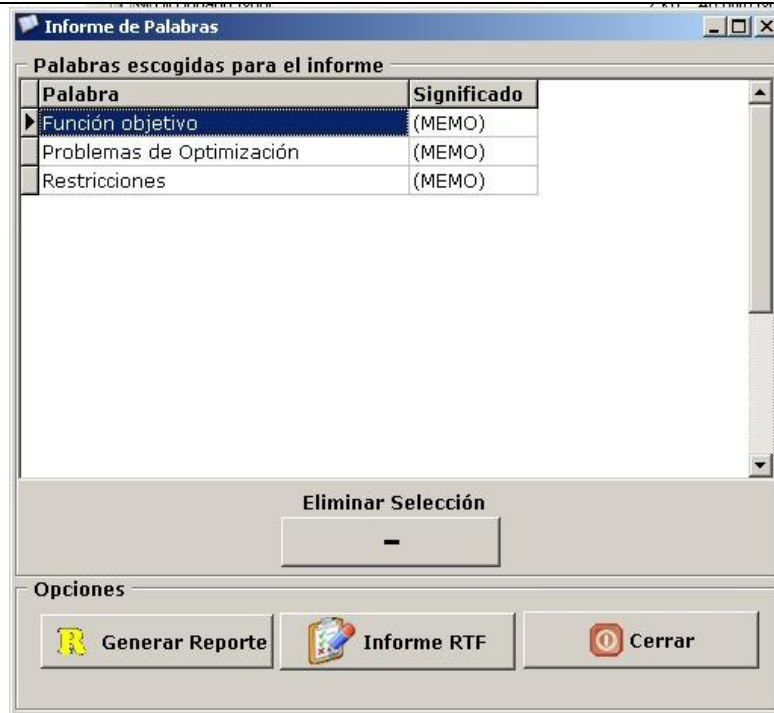 Informe de Palabras
Palabras escogidas para el informe
Palabra Significado
Función objetivo (MEMO)
Problemas de Optimización (MEMO)
Restricciones (MEMO)
Eliminar Selección
-
Opciones
R Generar Reporte Informe RTF Cerrar